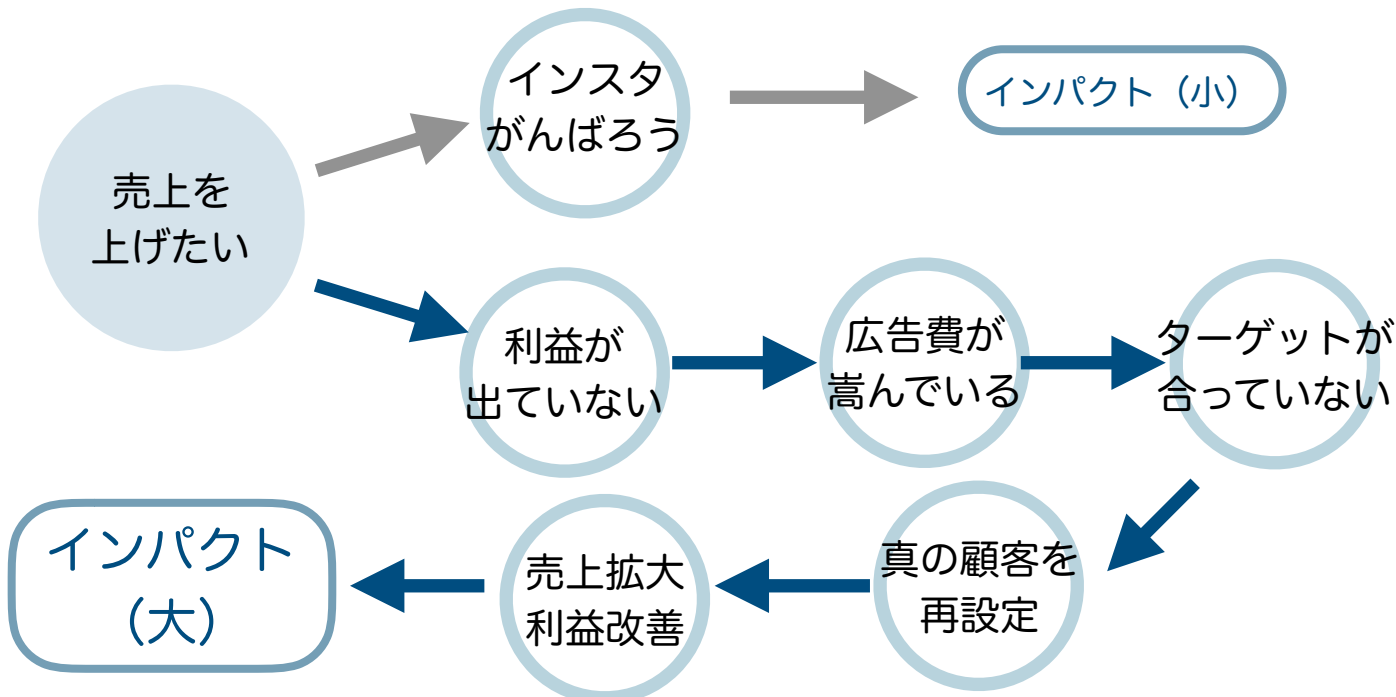 インスタ
がんばろう
インパクト（小）
売上を
上げたい
利益が
出ていない
広告費が
嵩んでいる
ターゲットが
合っていない
真の顧客を
再設定
売上拡大
利益改善
インパクト
（大）